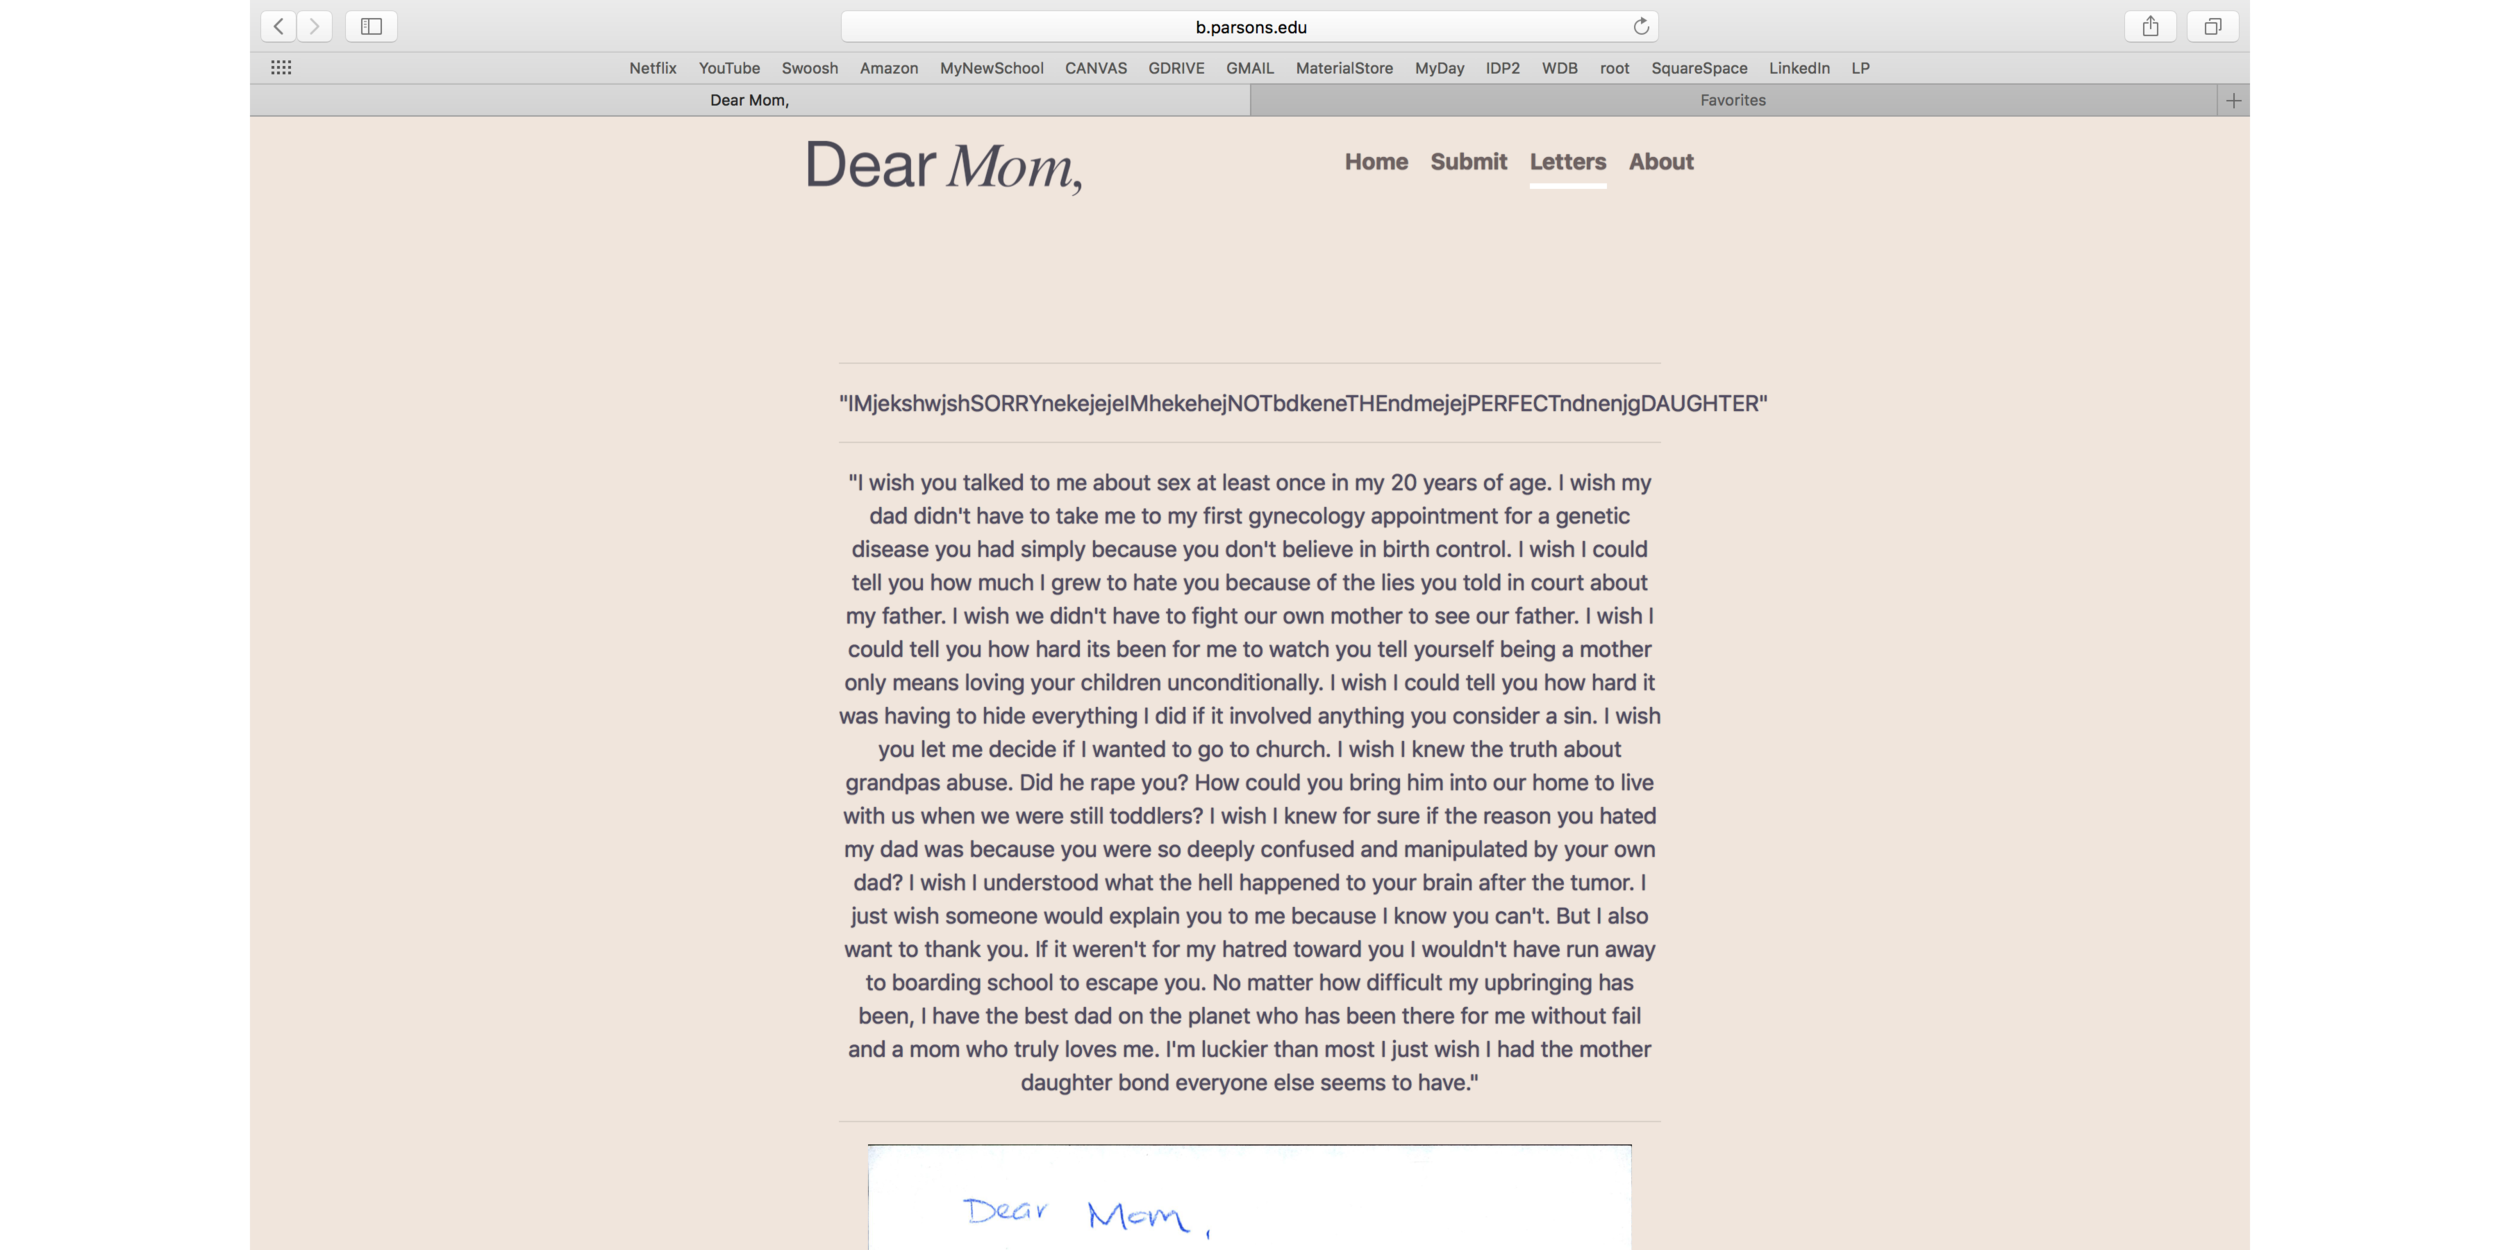 b.parsons.edu
Netflix YouTube Swoosh Amazon MyNewSchool CANVAS GDRIVE GMAIL MaterialStore MyDay IDP2 WDB root SquareSpace LinkedIn LP
Dear Mom, Favorites
Dear Mom, Home Submit Letters About
"IMjekshwjshSORRYnekejejeIMhekehejNOTbdkeneTHEndmejejPERFECTndnenjgDAUGHTER"
"I wish you talked to me about sex at least once in my 20 years of age. I wish my
dad didn't have to take me to my first gynecology appointment for a genetic
disease you had simply because you don't believe in birth control. I wish I could
tell you how much I grew to hate you because of the lies you told in court about
my father. I wish we didn't have to fight our own mother to see our father. I wish I
could tell you how hard its been for me to watch you tell yourself being a mother
only means loving your children unconditionally. I wish I could tell you how hard it
was having to hide everything I did if it involved anything you consider a sin. I wish
you let me decide if I wanted to go to church. I wish I knew the truth about
grandpas abuse. Did he rape you? How could you bring him into our home to live
with us when we were still toddlers? I wish I knew for sure if the reason you hated
my dad was because you were so deeply confused and manipulated by your own
dad? I wish I understood what the hell happened to your brain after the tumor. I
just wish someone would explain you to me because I know you can't. But I also
want to thank you. If it weren't for my hatred toward you I wouldn't have run away
to boarding school to escape you. No matter how difficult my upbringing has
been, I have the best dad on the planet who has been there for me without fail
and a mom who truly loves me. I'm luckier than most I just wish I had the mother
daughter bond everyone else seems to have."
Dear Mom,